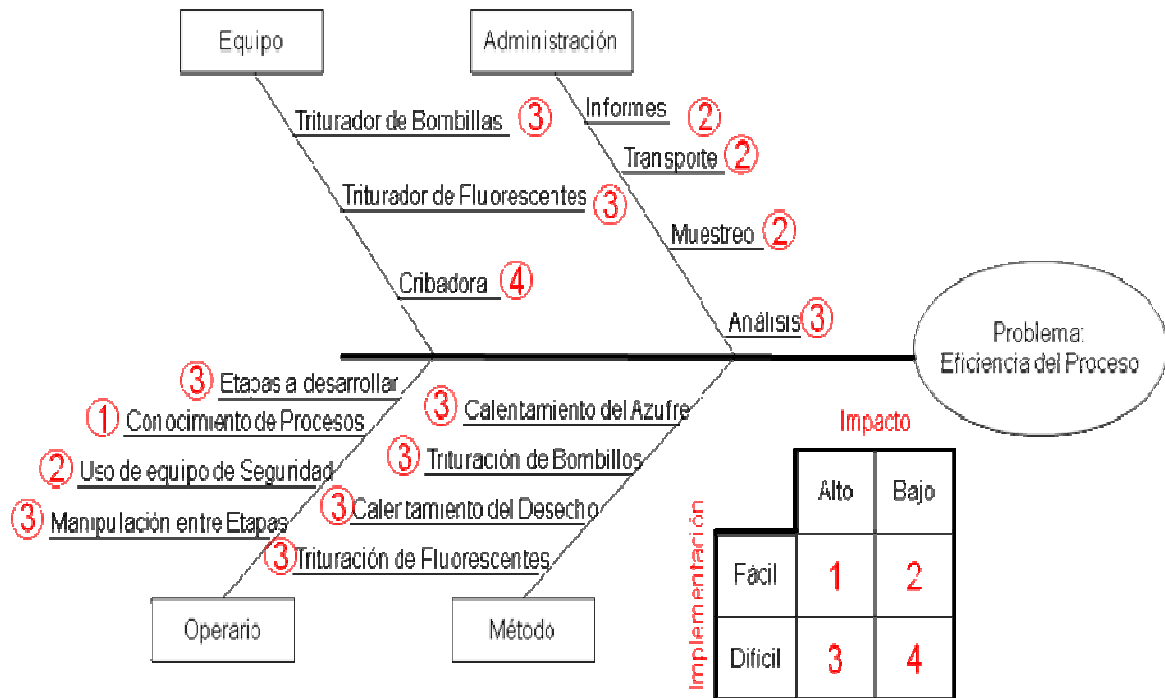 Equipo
Administración
Triturador de Bombillas 3
Informes 2
Transporte 2
Triturador de Fluorescentes 3
Muestreo 2
Cribadora 4
Análisis 3
Problema:
Eficiencia del Proceso
3 Etapas a desarrollar
1 Conocimiento de Procesos
2 Uso de equipo de Seguridad
3 Manipulación entre Etapas
3 Calentamiento del Azufre
3 Trituración de Bombillos
3 Calentamiento del Desecho
3 Trituración de Fluorescentes
Operario
Método
Impacto
Implementación
Alto Bajo
Fácil 1 2
Difícil 3 4